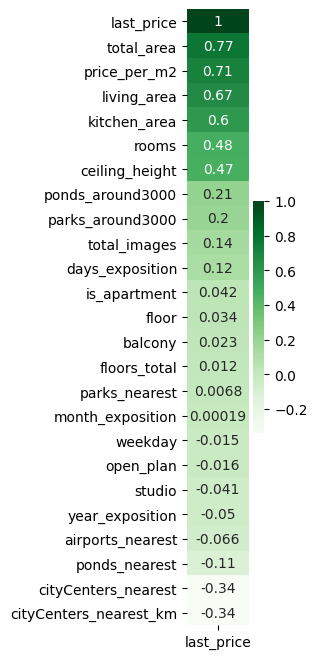 last_price 1
total_area 0.77
price_per_m2 0.71
living_area 0.67
kitchen_area 0.6
rooms 0.48
ceiling_height 0.47
ponds_around3000 0.21
parks_around3000 0.2
total_images 0.14
days_exposition 0.12
is_apartment 0.042
floor 0.034
balcony 0.023
floors_total 0.012
parks_nearest 0.0068
month_exposition 0.00019
weekday -0.015
open_plan -0.016
studio -0.041
year_exposition -0.05
airports_nearest -0.066
ponds_nearest -0.11
cityCenters_nearest -0.34
cityCenters_nearest_km -0.34
last_price
1.0
0.8
0.6
0.4
0.2
0.0
−0.2